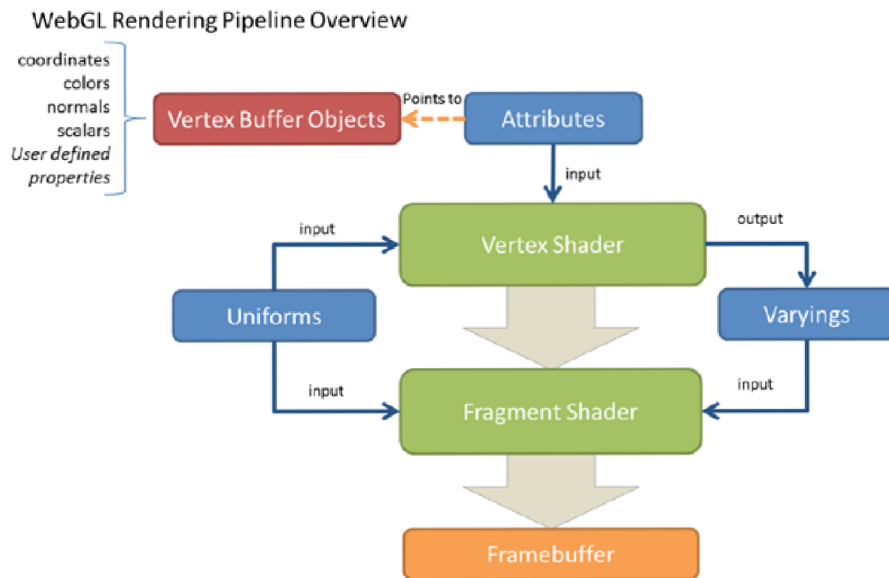 WebGL Rendering Pipeline Overview
coordinates
colors
normals
scalars
User defined
properties
Vertex Buffer Objects
Points to
Attributes
input
input
Vertex Shader
output
Uniforms
Varyings
input
Fragment Shader
input
Framebuffer